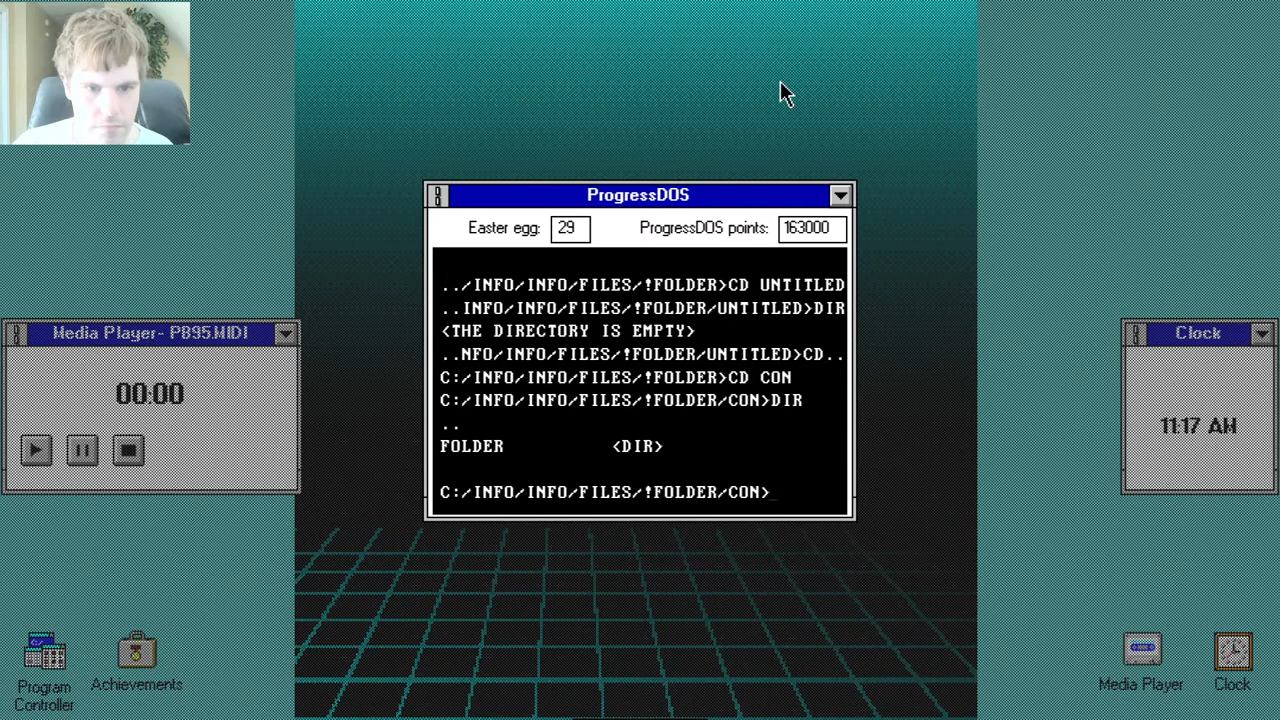 ProgressDOS
Easter egg: 29 ProgressDOS points: 163000
../INFO/INFO/FILES/!FOLDER>CD UNTITLED
..INFO/INFO/FILES/!FOLDER/UNTITLED>DIR
<THE DIRECTORY IS EMPTY>
..NFO/INFO/FILES/!FOLDER/UNTITLED>CD..
C:/INFO/INFO/FILES/!FOLDER>CD CON
C:/INFO/INFO/FILES/!FOLDER/CON>DIR
..
FOLDER <DIR>
C:/INFO/INFO/FILES/!FOLDER/CON>_
Media Player- PB95.MIDI
00:00
Clock
11:17 AM
Program
Controller
Achievements
Media Player
Clock